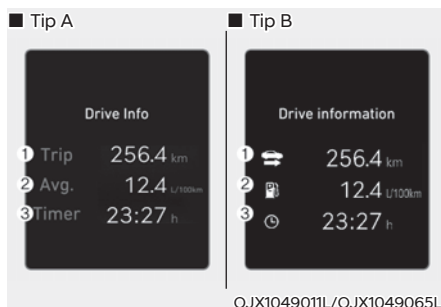 ■ Tip A
Drive Info
1 Trip 256.4 km
2 Avg. 12.4 L/100km
3 Timer 23:27 h
■ Tip B
Drive information
1 256.4 km
2 12.4 L/100km
3 23:27 h
OJX1049011L/OJX1049065L